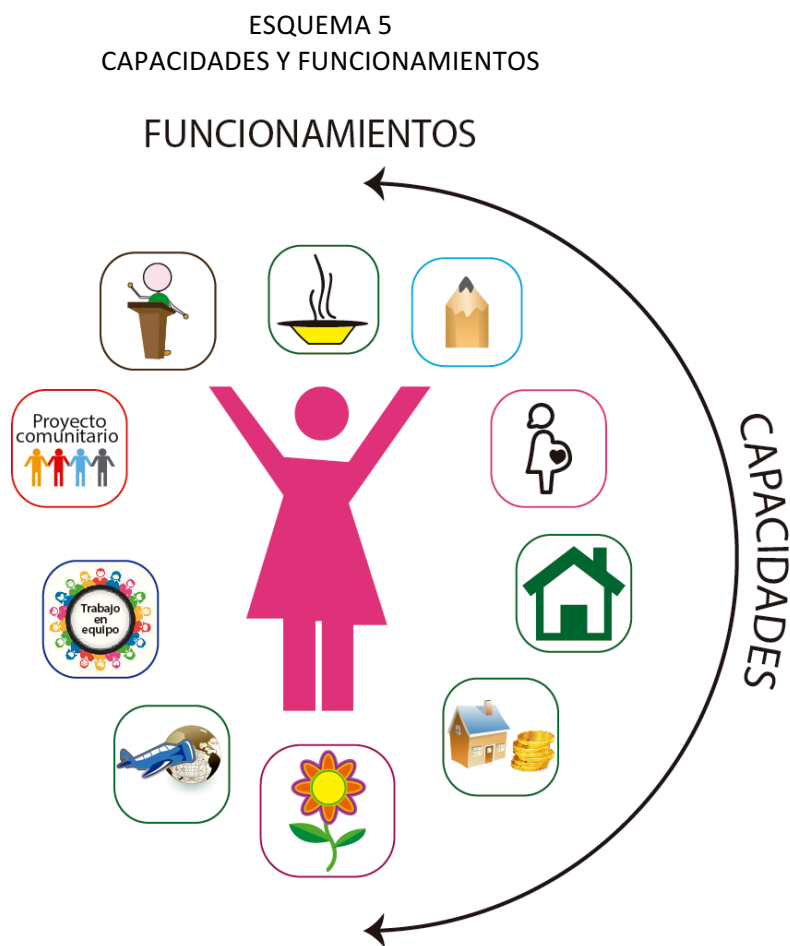 ESQUEMA 5
CAPACIDADES Y FUNCIONAMIENTOS
FUNCIONAMIENTOS
Proyecto
comunitario
Trabajo
en
equipo
CAPACIDADES